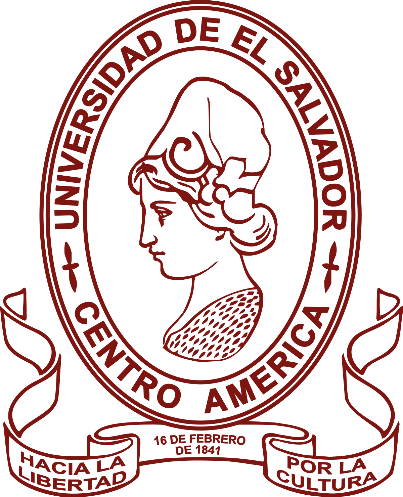 UNIVERSIDAD DE EL SALVADOR
CENTRO AMERICA
HACIA LA
LIBERTAD
16 DE FEBRERO
DE 1841
POR LA
CULTURA